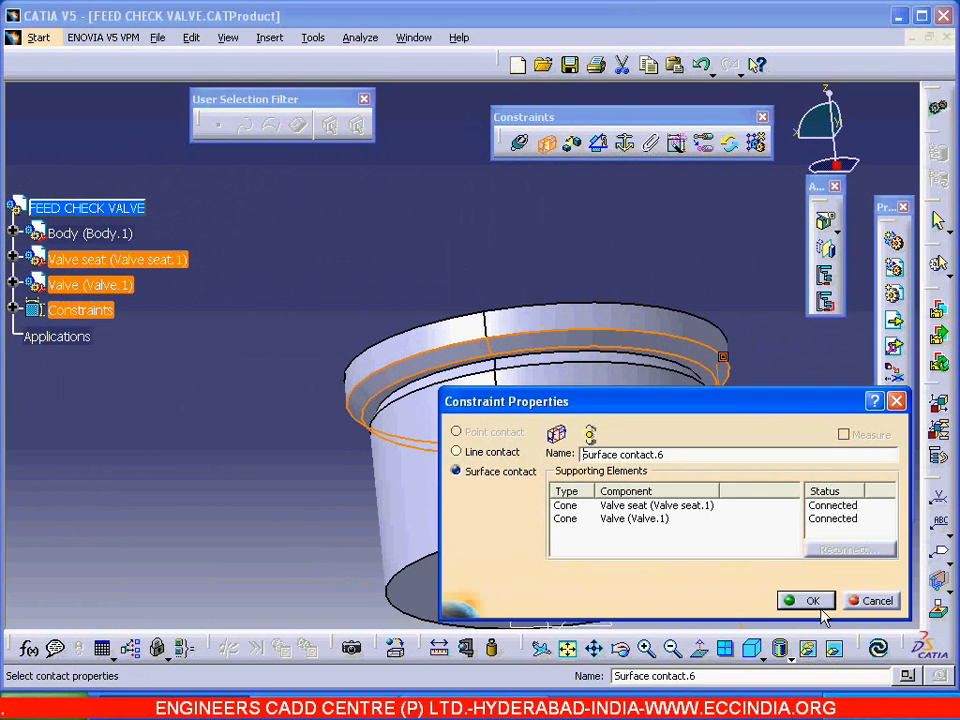 CATIA V5 - [FEED CHECK VALVE.CATProduct]
Start ENOVIA V5 VPM File Edit View Insert Tools Analyze Window Help
User Selection Filter
Constraints
z
x
y
A...
Pr...
FEED CHECK VALVE
Body (Body.1)
Valve seat (Valve seat.1)
Valve (Valve.1)
Constraints
Applications
Constraint Properties
Point contact
Line contact
Surface contact
Measure
Name: Surface contact.6
Supporting Elements
Type Component Status
Cone Valve seat (Valve seat.1) Connected
Cone Valve (Valve.1) Connected
Reconnect...
OK Cancel
ABC
f(x)
CATIA
Select contact properties Name: Surface contact.6
. ENGINEERS CADD CENTRE (P) LTD.-HYDERABAD-INDIA-WWW.ECCINDIA.ORG